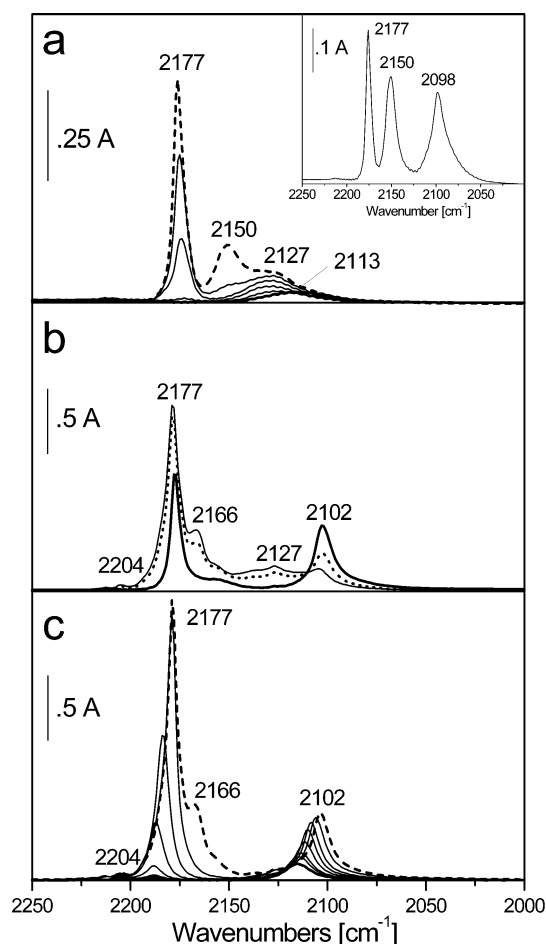 a
2177
.25 A
2150
2127
2113
.1 A
2177
2150
2098
2250 2200 2150 2100 2050
Wavenumber [cm-1]
b
.5 A
2177
2166
2204
2127
2102
c
.5 A
2177
2166
2204
2102
2250 2200 2150 2100 2050 2000
Wavenumbers [cm-1]